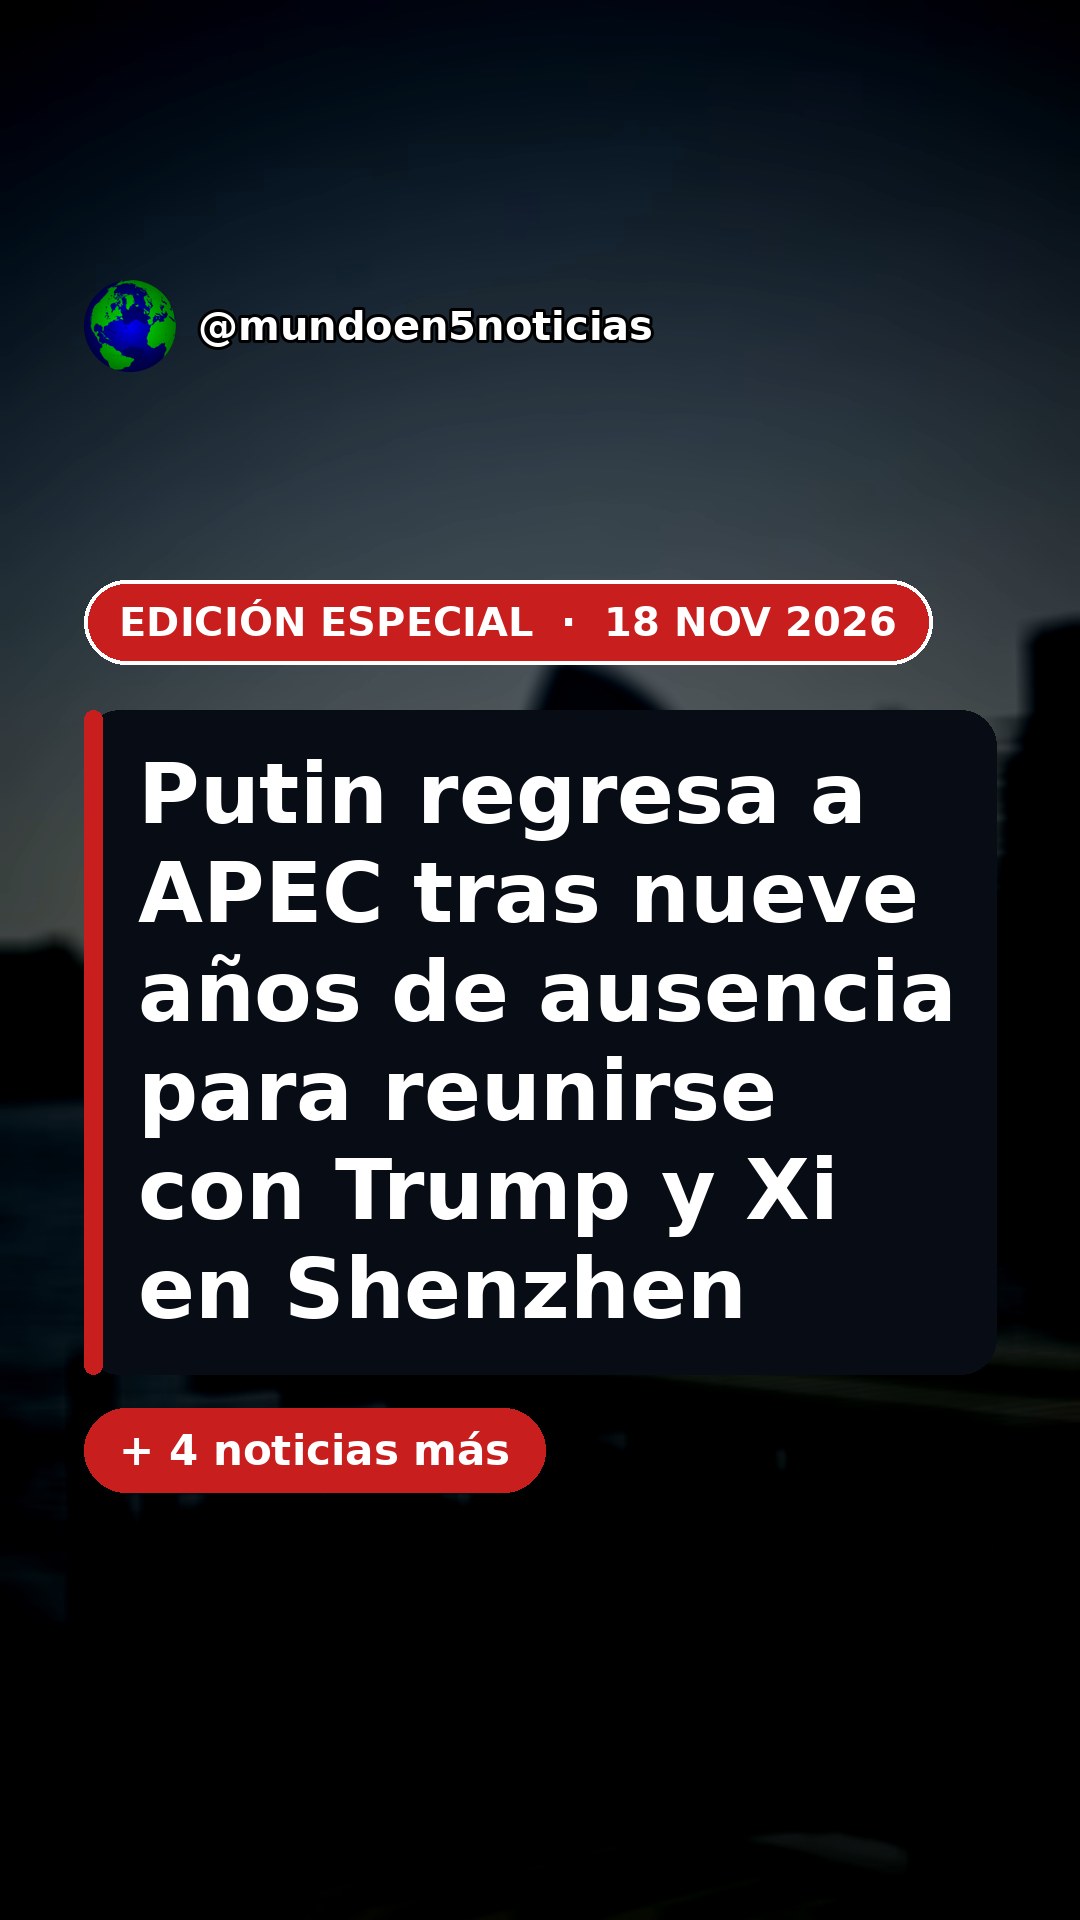 @mundoen5noticias
EDICIÓN ESPECIAL · 18 NOV 2026
Putin regresa a
APEC tras nueve
años de ausencia
para reunirse
con Trump y Xi
en Shenzhen
+ 4 noticias más